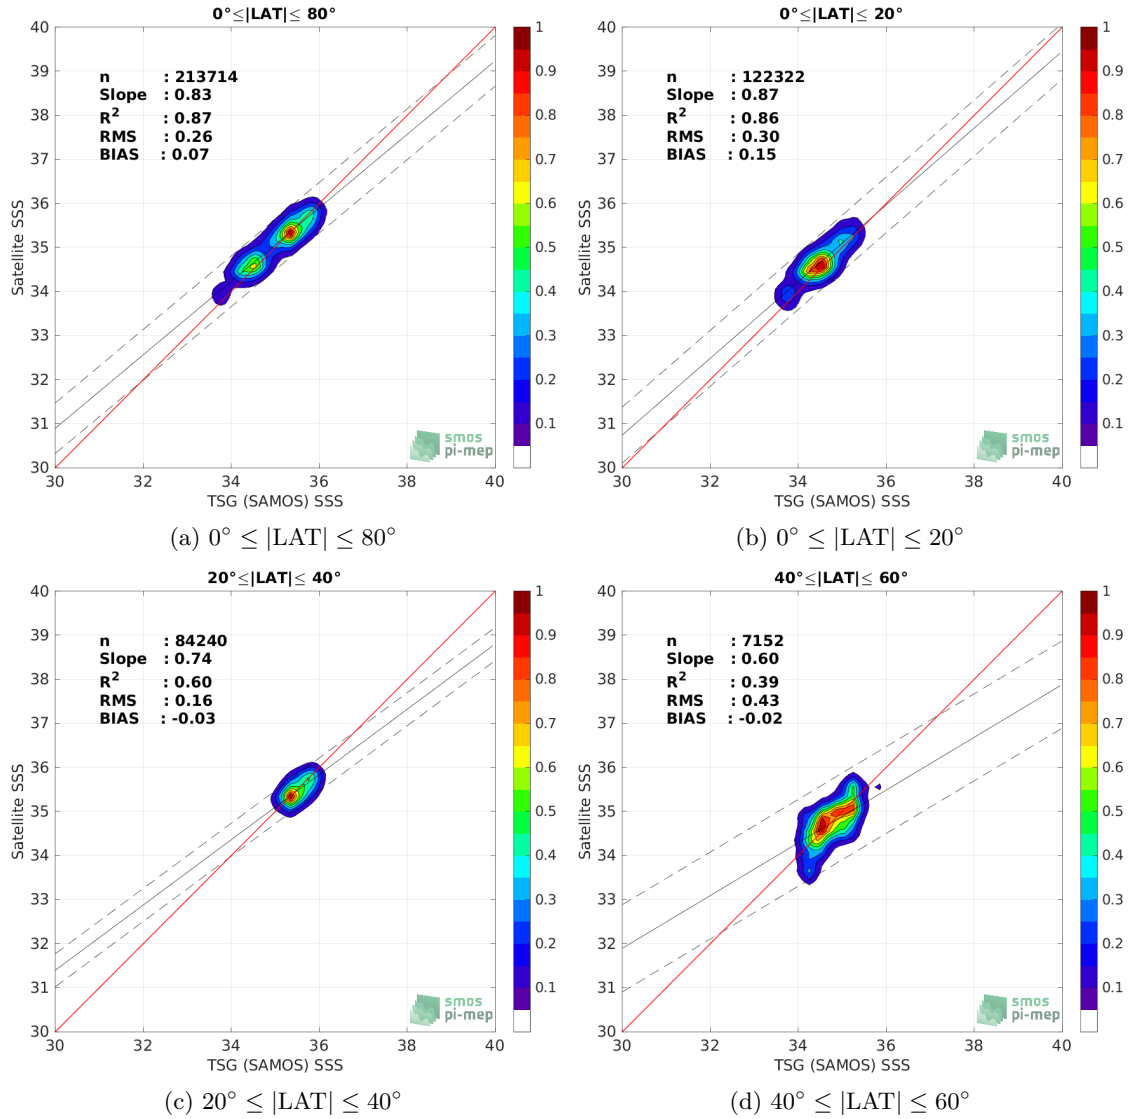 0°≤|LAT|≤ 80°
40
39
38
37
36
35
34
33
32
31
30
Satellite SSS
n : 213714
Slope : 0.83
R² : 0.87
RMS : 0.26
BIAS : 0.07
smos
pi-mep
30 32 34 36 38 40
TSG (SAMOS) SSS
1
0.9
0.8
0.7
0.6
0.5
0.4
0.3
0.2
0.1
(a) 0° ≤ |LAT| ≤ 80°
0°≤|LAT|≤ 20°
40
39
38
37
36
35
34
33
32
31
30
Satellite SSS
n : 122322
Slope : 0.87
R² : 0.86
RMS : 0.30
BIAS : 0.15
smos
pi-mep
30 32 34 36 38 40
TSG (SAMOS) SSS
1
0.9
0.8
0.7
0.6
0.5
0.4
0.3
0.2
0.1
(b) 0° ≤ |LAT| ≤ 20°
20°≤|LAT|≤ 40°
40
39
38
37
36
35
34
33
32
31
30
Satellite SSS
n : 84240
Slope : 0.74
R² : 0.60
RMS : 0.16
BIAS : -0.03
smos
pi-mep
30 32 34 36 38 40
TSG (SAMOS) SSS
1
0.9
0.8
0.7
0.6
0.5
0.4
0.3
0.2
0.1
(c) 20° ≤ |LAT| ≤ 40°
40°≤|LAT|≤ 60°
40
39
38
37
36
35
34
33
32
31
30
Satellite SSS
n : 7152
Slope : 0.60
R² : 0.39
RMS : 0.43
BIAS : -0.02
smos
pi-mep
30 32 34 36 38 40
TSG (SAMOS) SSS
1
0.9
0.8
0.7
0.6
0.5
0.4
0.3
0.2
0.1
(d) 40° ≤ |LAT| ≤ 60°